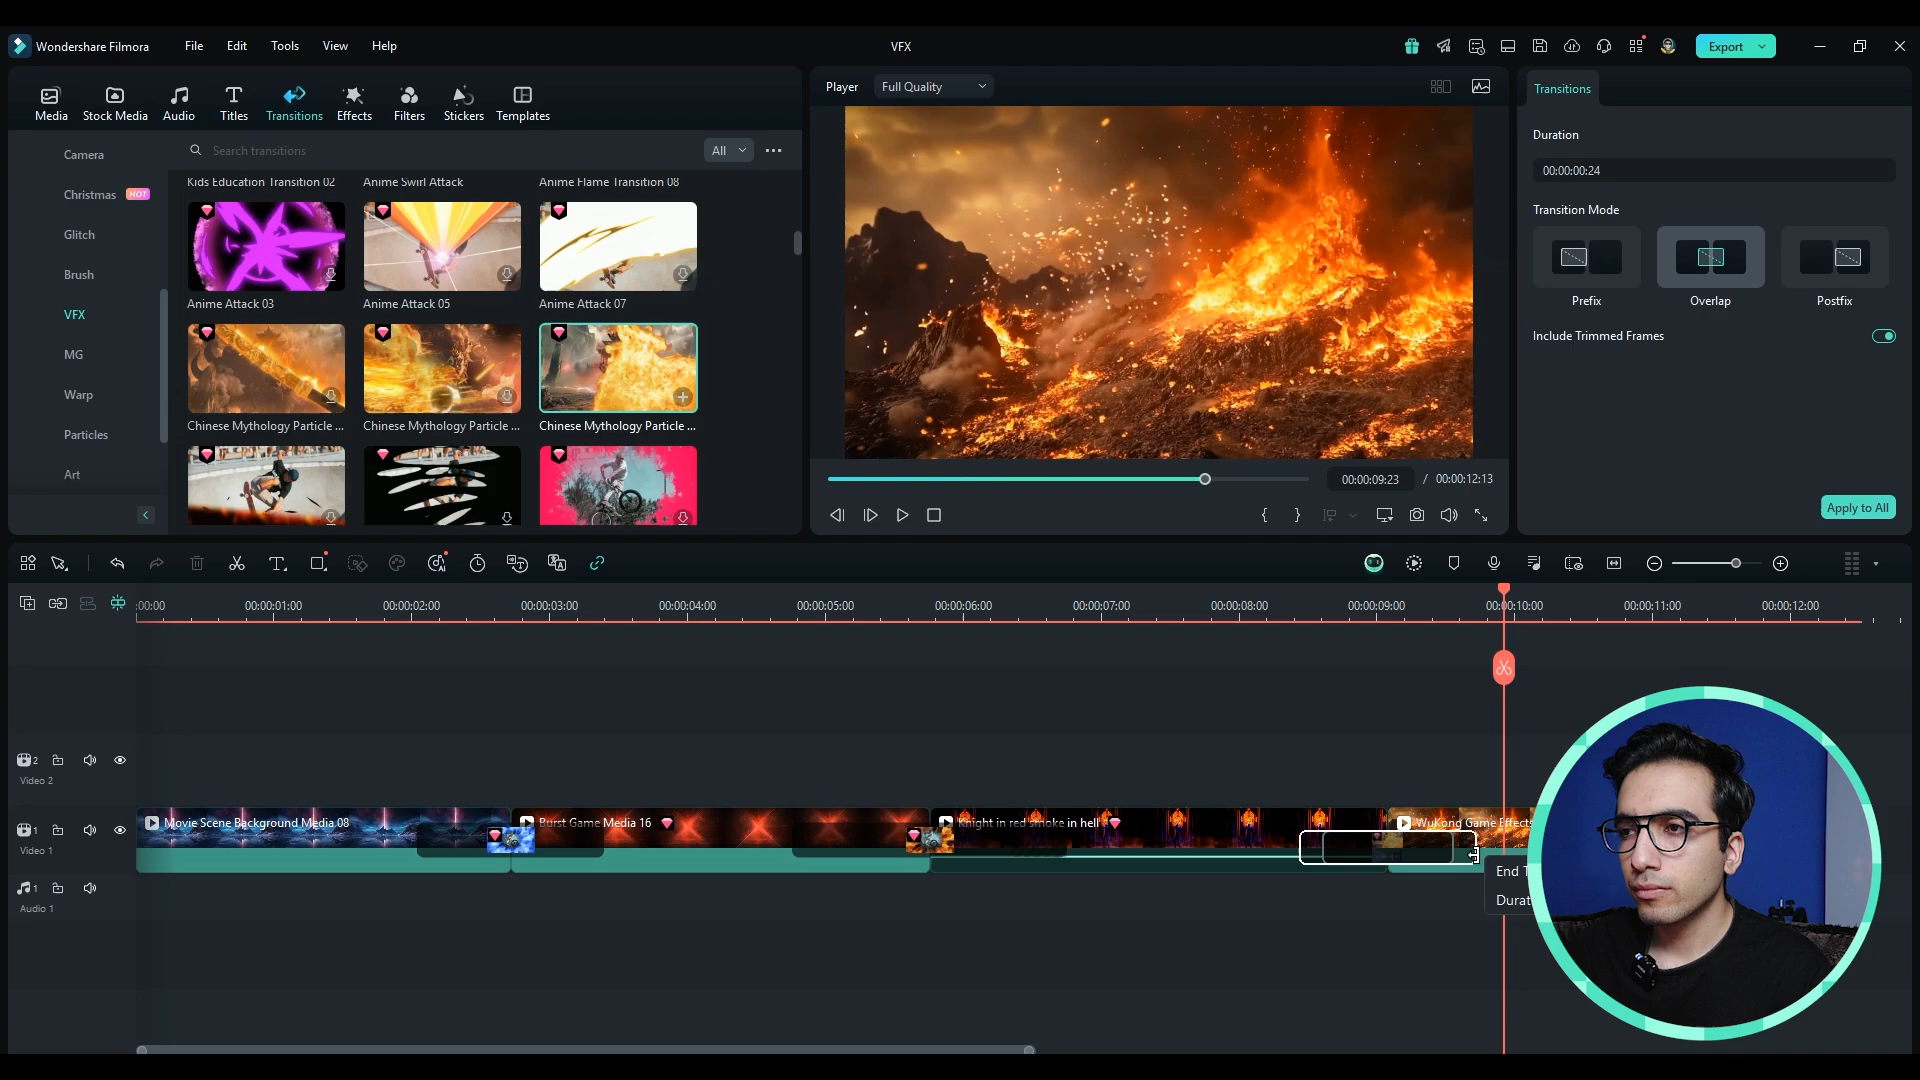 Wondershare Filmora
File
Edit
Tools
View
Help
VFX
Export
Media
Stock Media
Audio
Titles
Transitions
Effects
Filters
Stickers
Templates
Player
Full Quality
Transitions
Camera
Christmas
HOT
Glitch
Brush
VFX
MG
Warp
Particles
Art
Search transitions
All
Kids Education Transition 02
Anime Swirl Attack
Anime Flame Transition 08
Anime Attack 03
Anime Attack 05
Anime Attack 07
Chinese Mythology Particle ...
Chinese Mythology Particle ...
Chinese Mythology Particle ...
00:00:09:23 / 00:00:12:13
Duration
00:00:00:24
Transition Mode
Prefix
Overlap
Postfix
Include Trimmed Frames
Apply to All
:00:00
00:00:01:00
00:00:02:00
00:00:03:00
00:00:04:00
00:00:05:00
00:00:06:00
00:00:07:00
00:00:08:00
00:00:09:00
00:00:10:00
00:00:11:00
00:00:12:00
2
Video 2
1
Video 1
Movie Scene Background Media 08
Burst Game Media 16
Knight in red smoke in hell
WuKong Game Effects
1
Audio 1
End
Durat